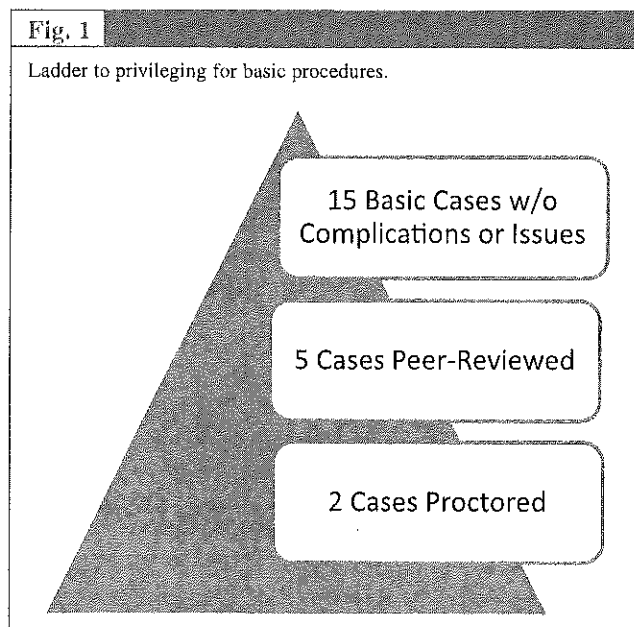 Fig. 1
Ladder to privileging for basic procedures.
15 Basic Cases w/o
Complications or Issues
5 Cases Peer-Reviewed
2 Cases Proctored